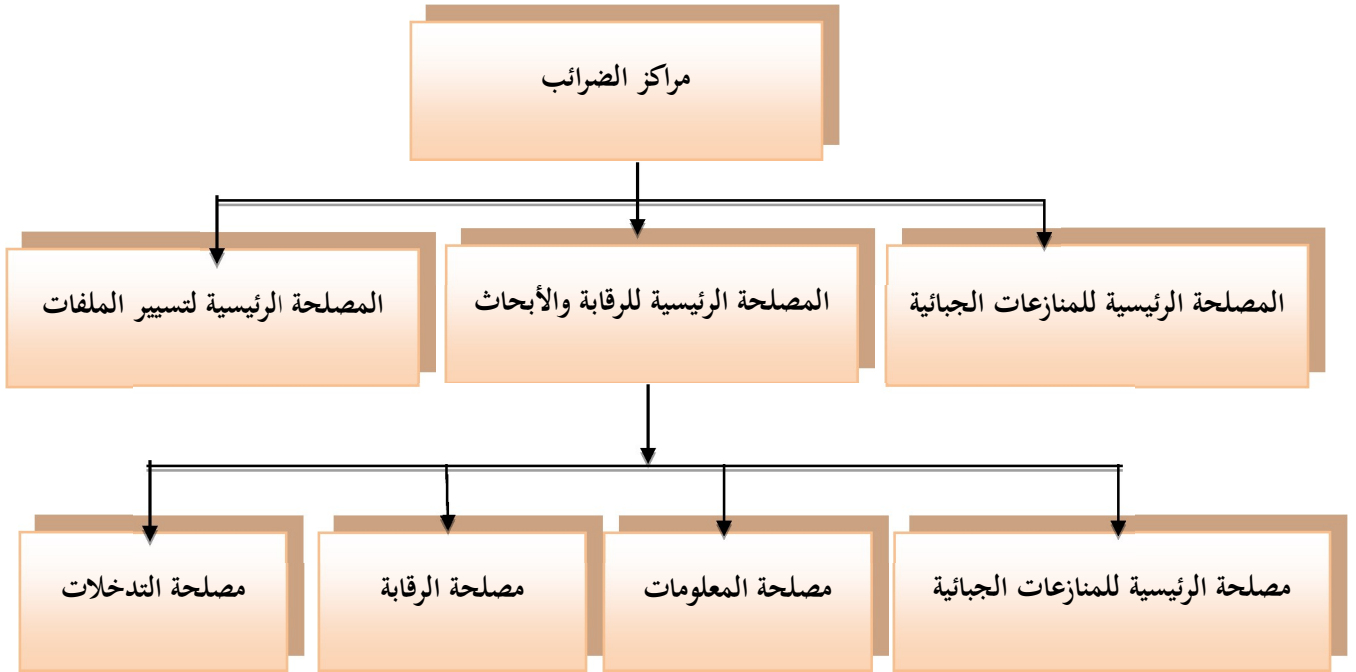 مراكز الضرائب
المصلحة الرئيسية للمنازعات الجبائية
المصلحة الرئيسية للرقابة والأبحاث
المصلحة الرئيسية لتسيير الملفات
مصلحة الرئيسية للمنازعات الجبائية
مصلحة المعلومات
مصلحة الرقابة
مصلحة التدخلات